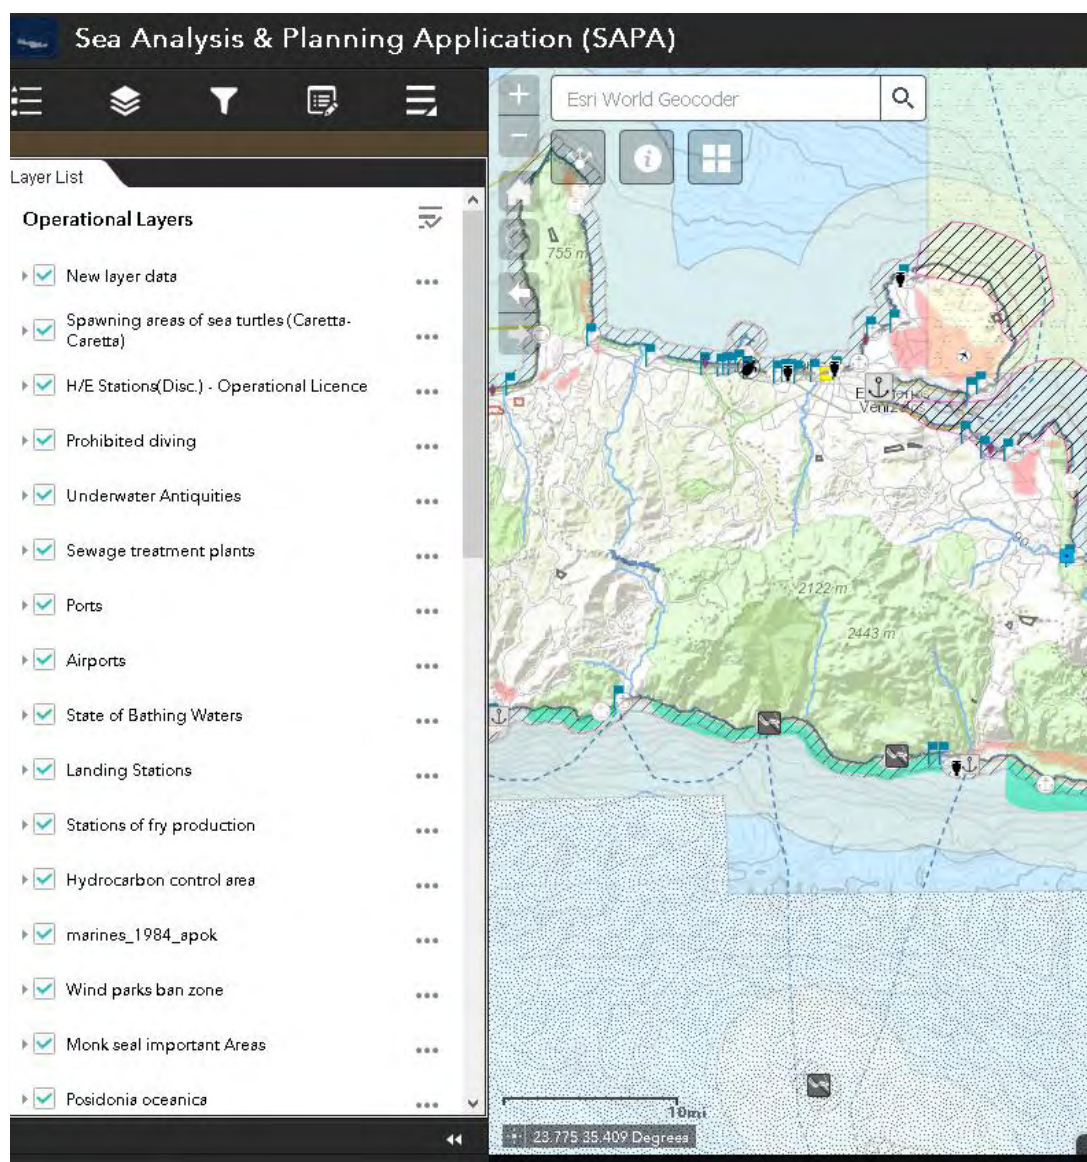 Sea Analysis & Planning Application (SAPA)
Esri World Geocoder
Layer List
Operational Layers
New layer data
Spawning areas of sea turtles (Caretta-
Caretta)
H/E Stations(Disc.) - Operational Licence
Prohibited diving
Underwater Antiquities
Sewage treatment plants
Ports
Airports
State of Bathing Waters
Landing Stations
Stations of fry production
Hydrocarbon control area
marines_1984_apok
Wind parks ban zone
Monk seal important Areas
Posidonia oceanica
755 m
90
2122 m
2443 m
10mi
23.775 35.409 Degrees